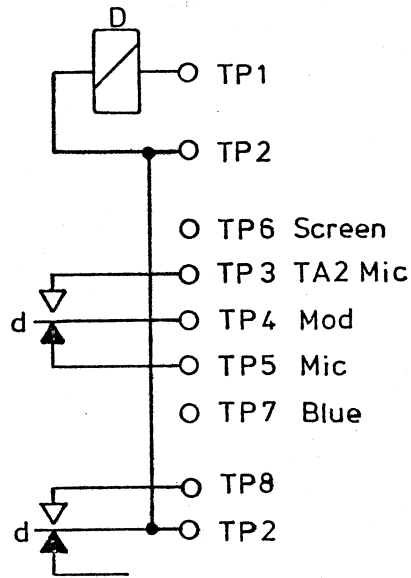 D
TP1
TP2
TP6 Screen
TP3 TA2 Mic
d
TP4 Mod
TP5 Mic
TP7 Blue
TP8
d
TP2